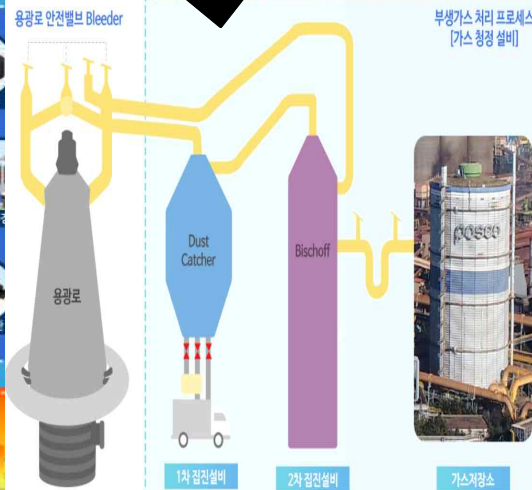 용광로 안전밸브 Bleeder
부생가스 처리 프로세스
[가스 청정 설비]
용광로
Dust
Catcher
Bischoff
posco
1차 집진설비
2차 집진설비
가스저장소